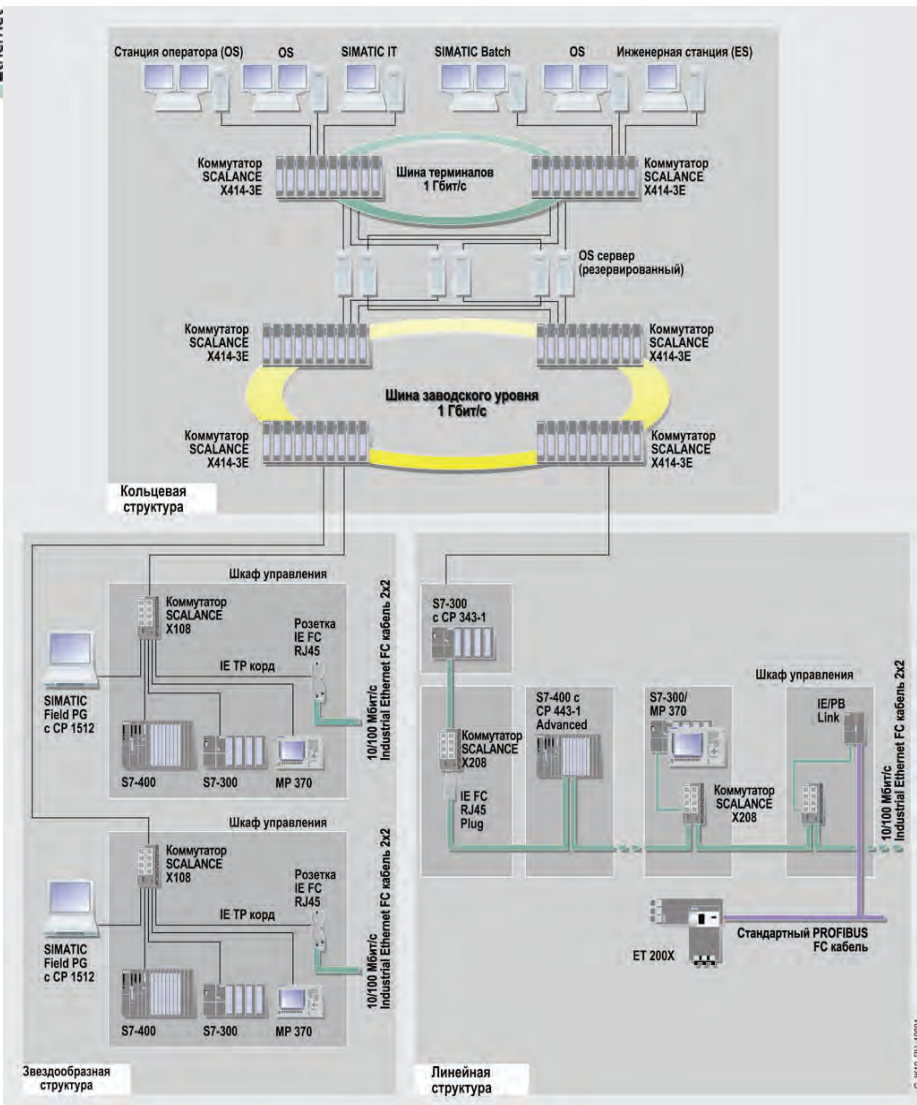 Ethernet
Станция оператора (OS)
OS
SIMATIC IT
SIMATIC Batch
OS
Инженерная станция (ES)
Коммутатор
SCALANCE
X414-3E
Шина терминалов
1 Гбит/с
Коммутатор
SCALANCE
X414-3E
OS сервер
(резервированный)
Коммутатор
SCALANCE
X414-3E
Коммутатор
SCALANCE
X414-3E
Шина заводского уровня
1 Гбит/с
Коммутатор
SCALANCE
X414-3E
Коммутатор
SCALANCE
X414-3E
Кольцевая
структура
Шкаф управления
Коммутатор
SCALANCE
X108
Розетка
IE FC
RJ45
IE TP корд
SIMATIC
Field PG
с CP 1512
S7-400
S7-300
MP 370
10/100 Мбит/с
Industrial Ethernet FC кабель 2x2
Шкаф управления
Коммутатор
SCALANCE
X108
Розетка
IE FC
RJ45
IE TP корд
SIMATIC
Field PG
с CP 1512
S7-400
S7-300
MP 370
10/100 Мбит/с
Industrial Ethernet FC кабель 2x2
Звездообразная
структура
S7-300
с CP 343-1
Коммутатор
SCALANCE
X208
IE FC
RJ45
Plug
S7-400 с
CP 443-1
Advanced
S7-300/
MP 370
Коммутатор
SCALANCE
X208
Шкаф управления
IE/PB
Link
10/100 Мбит/с
Industrial Ethernet FC кабель 2x2
ET 200X
Стандартный PROFIBUS
FC кабель
Линейная
структура